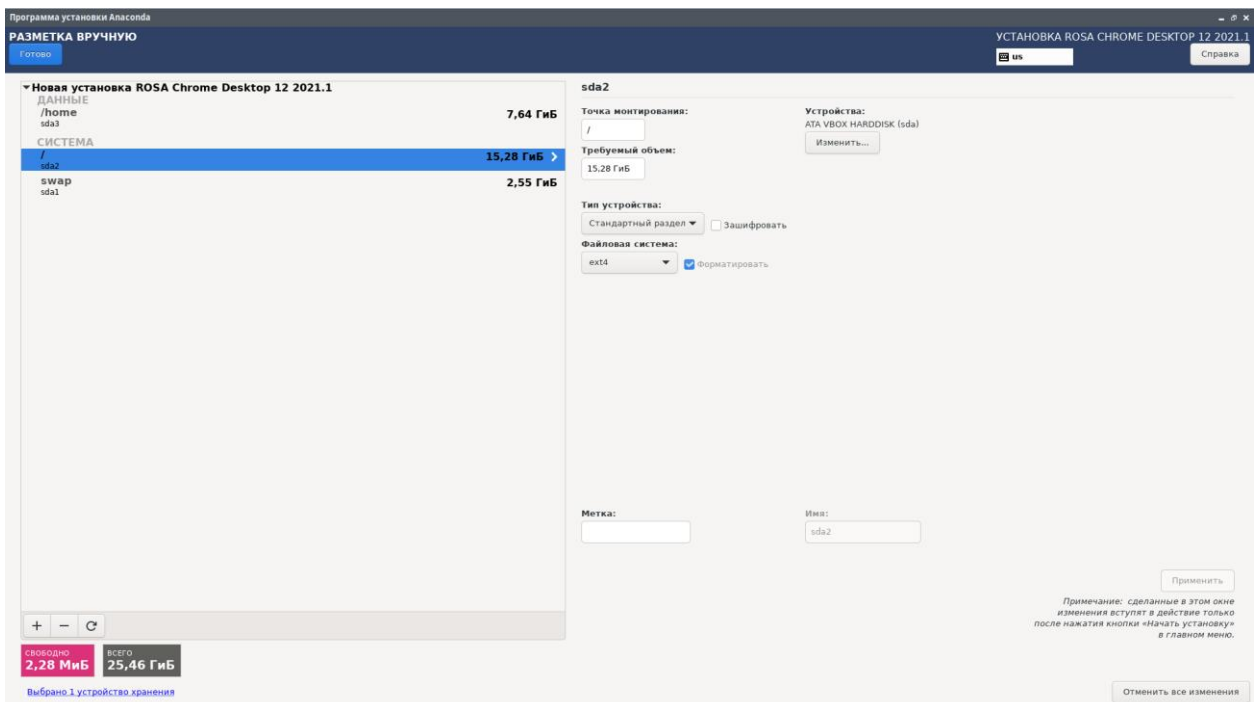 Программа установки Anaconda
РАЗМЕТКА ВРУЧНУЮ
УСТАНОВКА ROSA CHROME DESKTOP 12 2021.1
Готово
us
Справка
Новая установка ROSA Chrome Desktop 12 2021.1
ДАННЫЕ
/home
7,64 ГиБ
sda3
СИСТЕМА
/
15,28 ГиБ
sda2
swap
2,55 ГиБ
sda1
sda2
Точка монтирования:
/
Требуемый объем:
15,28 ГиБ
Устройства:
ATA VBOX HARDDISK (sda)
Изменить...
Тип устройства:
Стандартный раздел
Зашифровать
Файловая система:
ext4
Форматировать
Метка:
Имя:
sda2
Применить
Примечание: сделанные в этом окне
изменения вступят в действие только
после нажатия кнопки «Начать установку»
в главном меню.
+ −
СВОБОДНО
2,28 МиБ
ВСЕГО
25,46 ГиБ
Выбрано 1 устройство хранения
Отменить все изменения